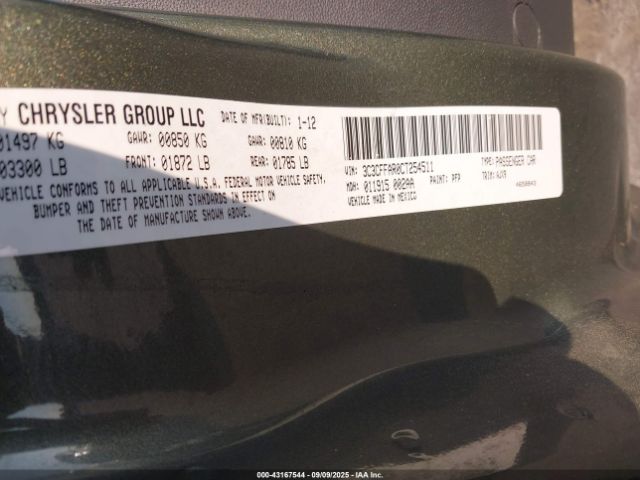 Y CHRYSLER GROUP LLC DATE OF MFR(BUILT): 1-12
01497 KG GAWR: 00850 KG GAWR: 00810 KG
03300 LB FRONT: 01872 LB REAR: 01785 LB
VEHICLE CONFORMS TO ALL APPLICABLE U.S.A. FEDERAL MOTOR VEHICLE SAFETY,
BUMPER AND THEFT PREVENTION STANDARDS IN EFFECT ON
THE DATE OF MANUFACTURE SHOWN ABOVE.
VIN: 3C3CFFAR0CT254511 TYPE: PASSENGER CAR
MDH: 011915 002AA PAINT: PFP TRIM:
VEHICLE MADE IN MEXICO
000-43167544 - 09/09/2025 - IAA Inc.